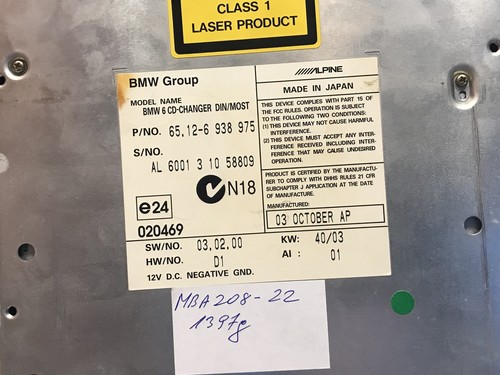 CLASS 1
LASER PRODUCT
BMW Group
MODEL NAME
BMW 6 CD-CHANGER DIN/MOST
P/NO. 65.12-6 938 975
S/NO.
AL 6001 3 10 58809
N18
e24
020469
SW/NO. 03.02.00
HW/NO. D1
12V D.C. NEGATIVE GND.
ALPINE
MADE IN JAPAN
THIS DEVICE COMPLIES WITH PART 15 OF
THE FCC RULES. OPERATION IS SUBJECT
TO THE FOLLOWING TWO CONDITIONS:
(1) THIS DEVICE MAY NOT CAUSE HARMFUL
INTERFERENCE.
(2) THIS DEVICE MUST ACCEPT ANY INTER-
FERENCE RECEIVED INCLUDING INTER-
FERENCE THAT MAY CAUSE UNDESIRED
OPERATION.
PRODUCT IS CERTIFIED BY THE MANUFACTU-
RER TO COMPLY WITH DHHS RULES 21 CFR
SUBCHAPTER J APPLICATION AT THE DATE
OF MANUFACTURE.
MANUFACTURED:
03 OCTOBER AP
KW: 40/03
AI : 01
MBA208-22
1397g